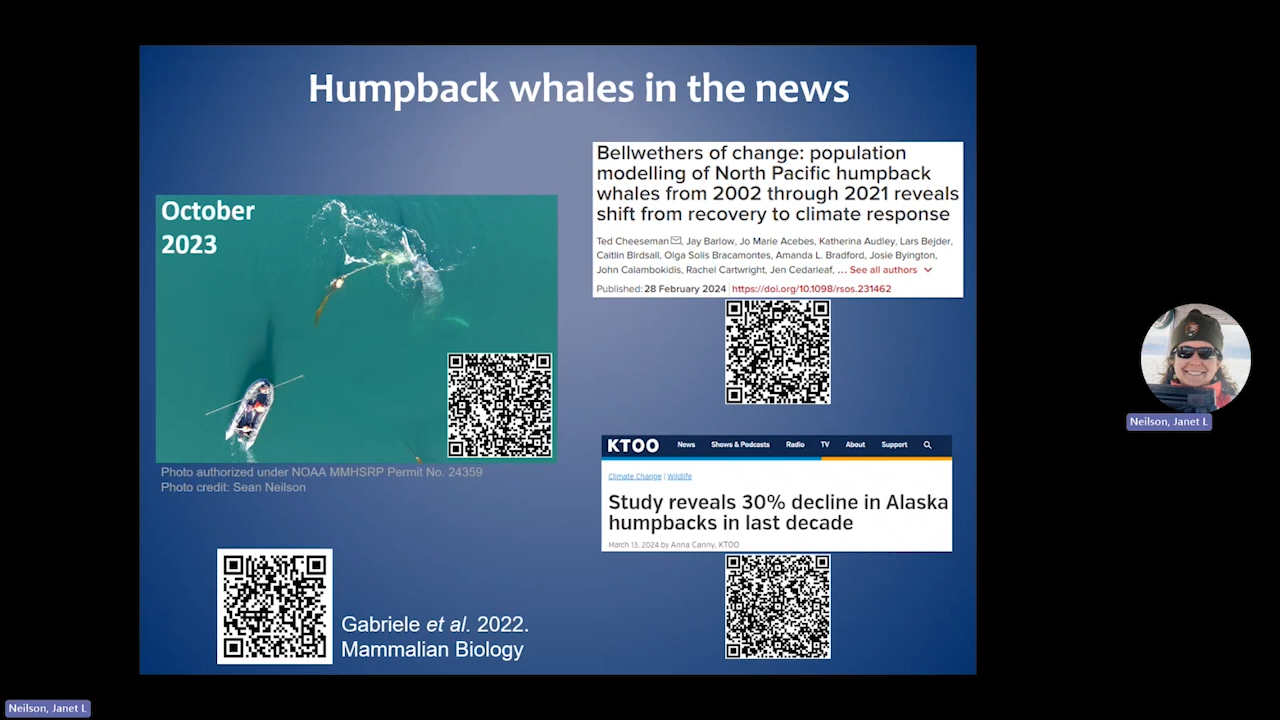 Humpback whales in the news
October
2023
Photo authorized under NOAA MMHSRP Permit No. 24359
Photo credit: Sean Neilson
Gabriele et al. 2022.
Mammalian Biology
Bellwethers of change: population
modelling of North Pacific humpback
whales from 2002 through 2021 reveals
shift from recovery to climate response
Ted Cheeseman, Jay Barlow, Jo Marie Acebes, Katherina Audley, Lars Bejder,
Caitlin Birdsall, Olga Solis Bracamontes, Amanda L. Bradford, Josie Byington,
John Calambokidis, Rachel Cartwright, Jen Cedarleaf, ... See all authors
Published: 28 February 2024 https://doi.org/10.1098/rsos.231462
KTOO News Shows & Podcasts Radio TV About Support
Climate Change | Wildlife
Study reveals 30% decline in Alaska
humpbacks in last decade
March 13, 2024 by Anna Canny, KTOO
Neilson, Janet L
Neilson, Janet L